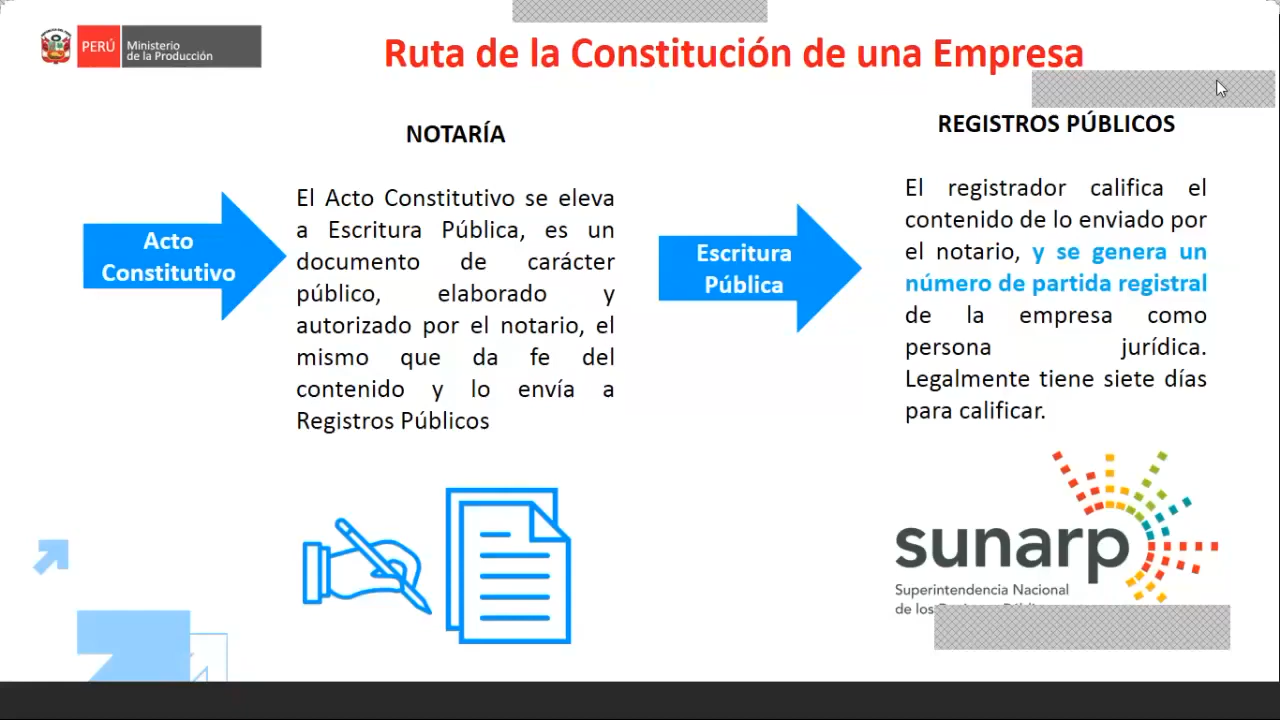 PERÚ
Ministerio
de la Producción
Ruta de la Constitución de una Empresa
NOTARÍA
REGISTROS PÚBLICOS
Acto
Constitutivo
El Acto Constitutivo se eleva
a Escritura Pública, es un
documento de carácter
público, elaborado y
autorizado por el notario, el
mismo que da fe del
contenido y lo envía a
Registros Públicos
Escritura
Pública
El registrador califica el
contenido de lo enviado por
el notario, y se genera un
número de partida registral
de la empresa como
persona jurídica.
Legalmente tiene siete días
para calificar.
sunarp
Superintendencia Nacional
de los